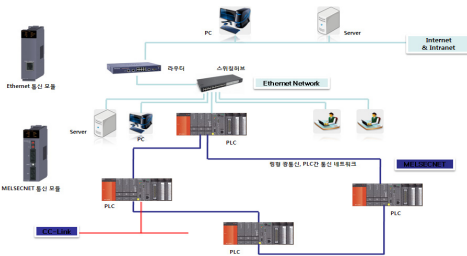 PC
Server
Internet
& Intranet
Ethernet 통신 모듈
라우터
스위칭허브
Ethernet Network
Server
PC
PLC
MELSECNET 통신 모듈
링형 광통신, PLC간 통신 네트워크
MELSECNET
PLC
PLC
CC-Link
PLC